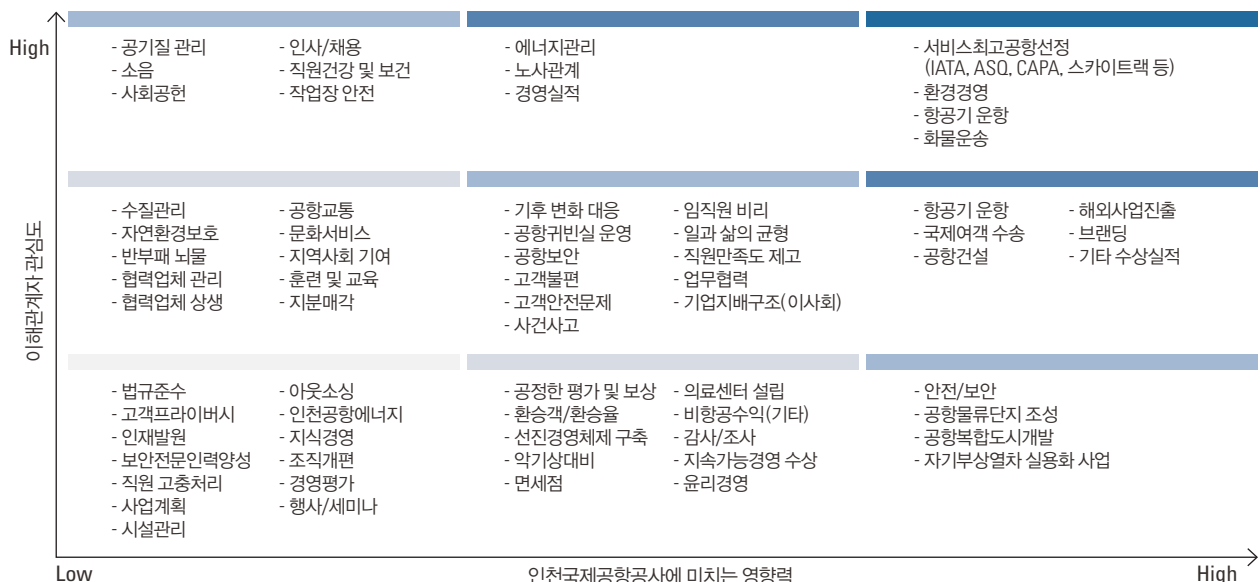 High
이해관계자 관심도
- 공기질 관리
- 소음
- 사회공헌
- 인사/채용
- 직원건강 및 보건
- 작업장 안전
- 에너지관리
- 노사관계
- 경영실적
- 서비스최고공항선정
(IATA, ASQ, CAPA, 스카이트랙 등)
- 환경경영
- 항공기 운항
- 화물운송
- 수질관리
- 자연환경보호
- 반부패 뇌물
- 협력업체 관리
- 협력업체 상생
- 공항교통
- 문화서비스
- 지역사회 기여
- 훈련 및 교육
- 지분매각
- 기후 변화 대응
- 공항귀빈실 운영
- 공항보안
- 고객불편
- 고객안전문제
- 사건사고
- 임직원 비리
- 일과 삶의 균형
- 직원만족도 제고
- 업무협력
- 기업지배구조(이사회)
- 항공기 운항
- 국제여객 수송
- 공항건설
- 해외사업진출
- 브랜딩
- 기타 수상실적
- 법규준수
- 고객프라이버시
- 인재발원
- 보안전문인력양성
- 직원 고충처리
- 사업계획
- 시설관리
- 아웃소싱
- 인천공항에너지
- 지식경영
- 조직개편
- 경영평가
- 행사/세미나
- 공정한 평가 및 보상
- 환승객/환승율
- 선진경영체제 구축
- 악기상대비
- 면세점
- 의료센터 설립
- 비항공수익(기타)
- 감사/조사
- 지속가능경영 수상
- 윤리경영
- 안전/보안
- 공항물류단지 조성
- 공항복합도시개발
- 자기부상열차 실용화 사업
Low
인천국제공항공사에 미치는 영향력
High